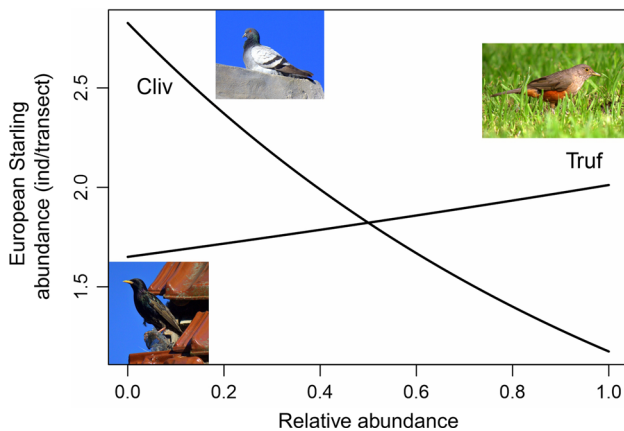 European Starling
abundance (ind/transect)
2.5
2.0
1.5
Cliv
Truf
0.0
0.2
0.4
0.6
0.8
1.0
Relative abundance